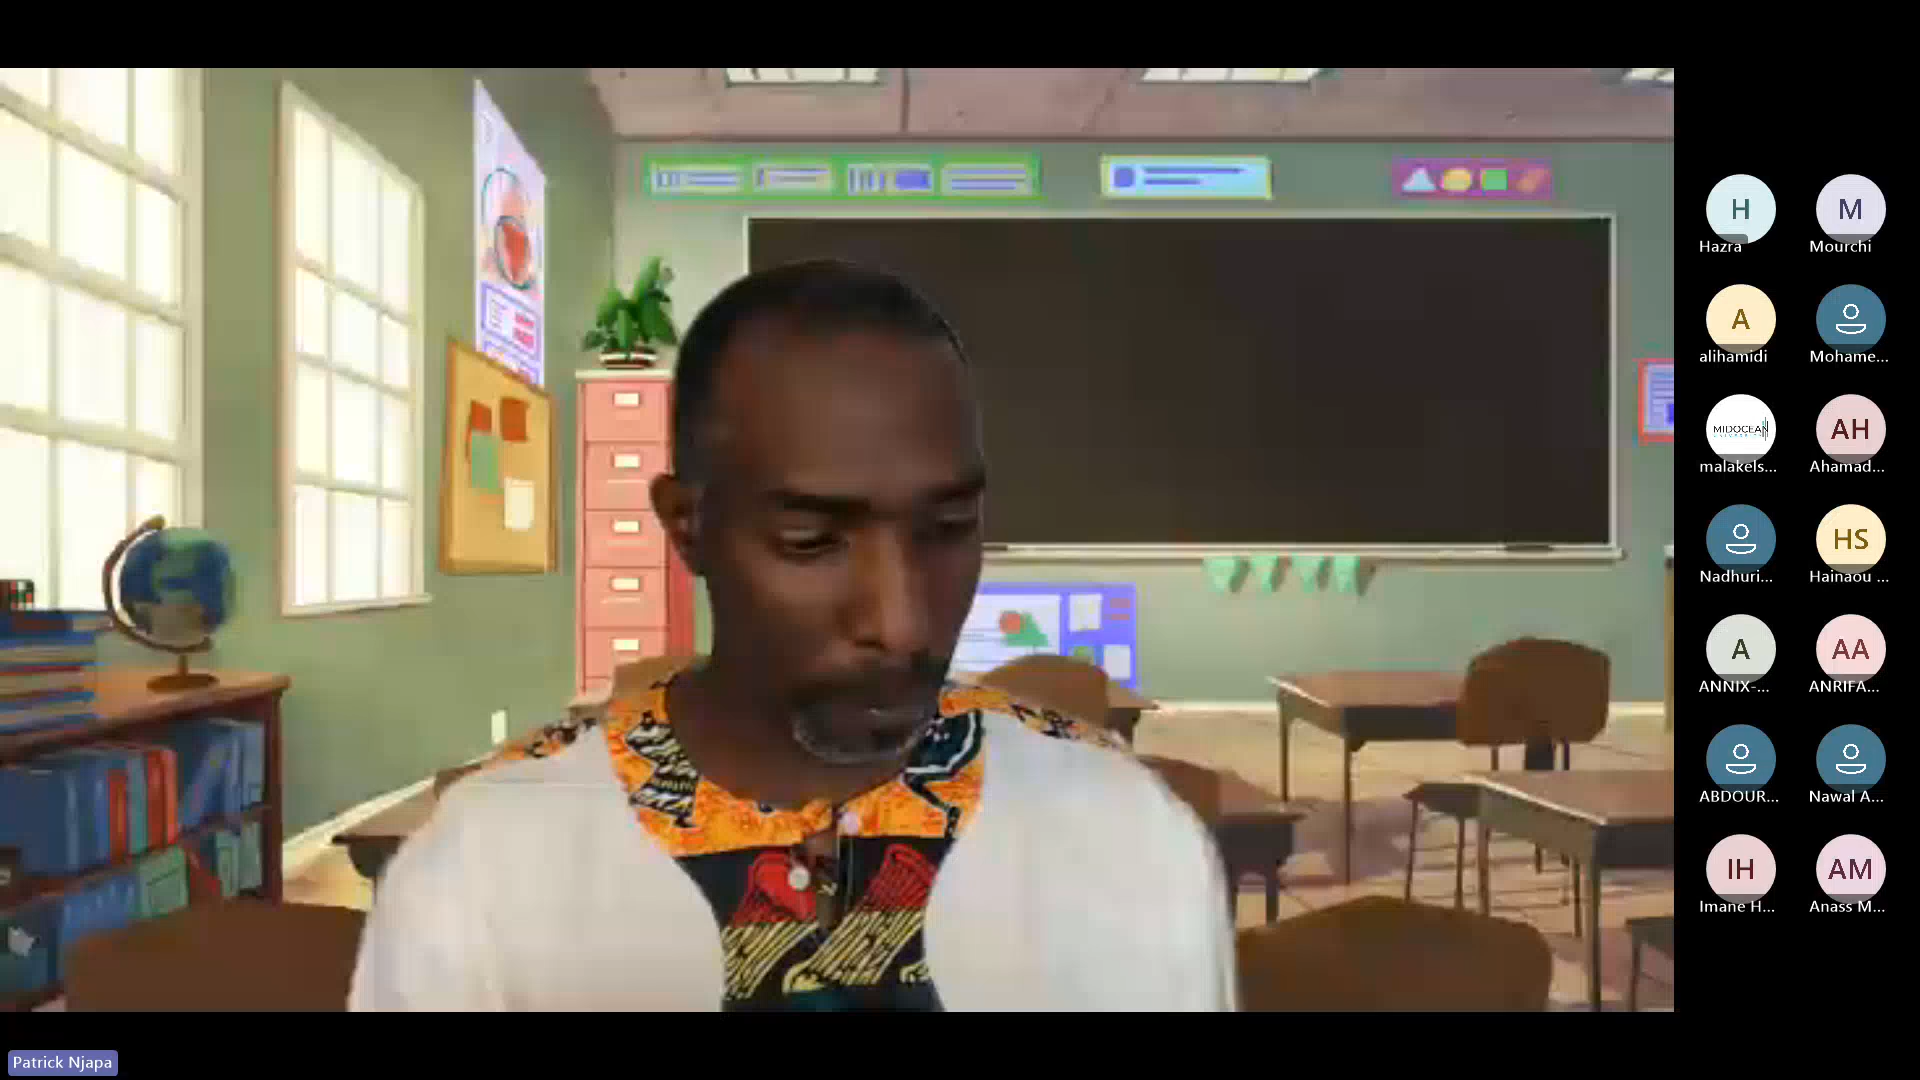 H
M
Hazra
Mourchi
A
alihamidi
Mohame...
MIDOCEAN
AH
malakels...
Ahamad...
HS
Nadhuri...
Hainaou ...
A
AA
ANNIX-...
ANRIFA...
ABDOUR...
Nawal A...
IH
AM
Imane H...
Anass M...
Patrick Njapa